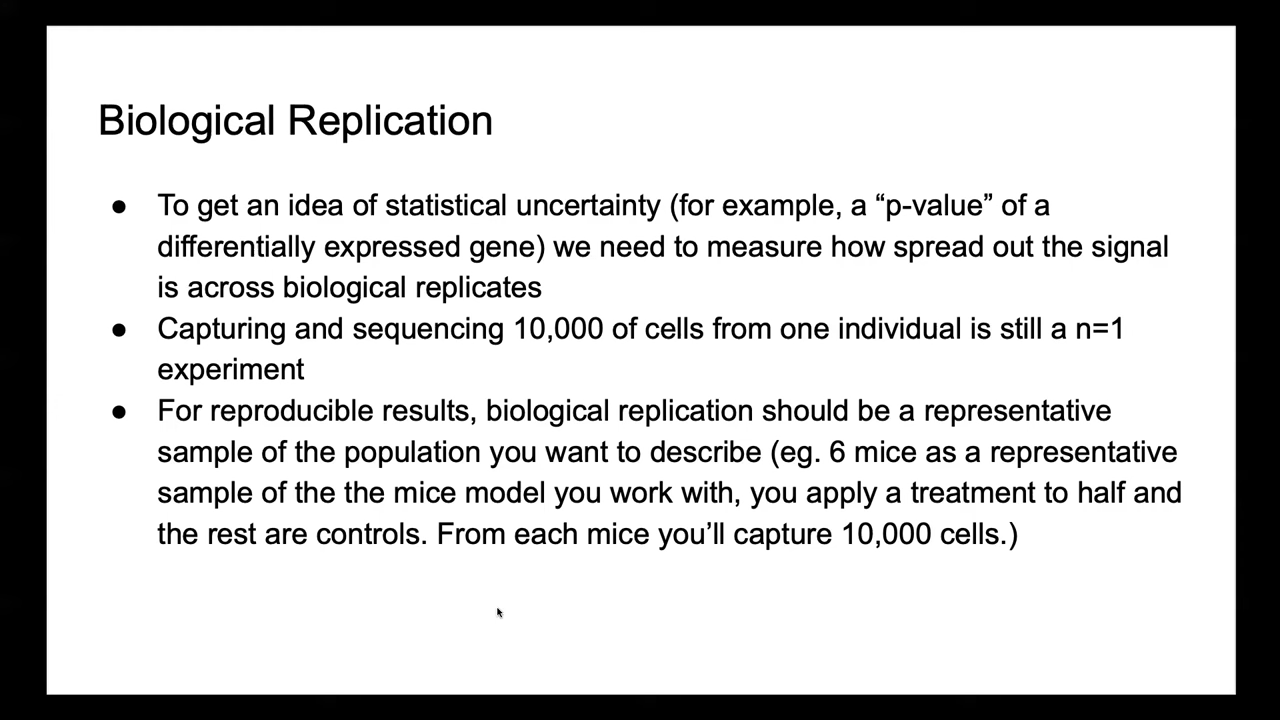 Biological Replication
● To get an idea of statistical uncertainty (for example, a “p-value” of a
differentially expressed gene) we need to measure how spread out the signal
is across biological replicates
● Capturing and sequencing 10,000 of cells from one individual is still a n=1
experiment
● For reproducible results, biological replication should be a representative
sample of the population you want to describe (eg. 6 mice as a representative
sample of the the mice model you work with, you apply a treatment to half and
the rest are controls. From each mice you’ll capture 10,000 cells.)